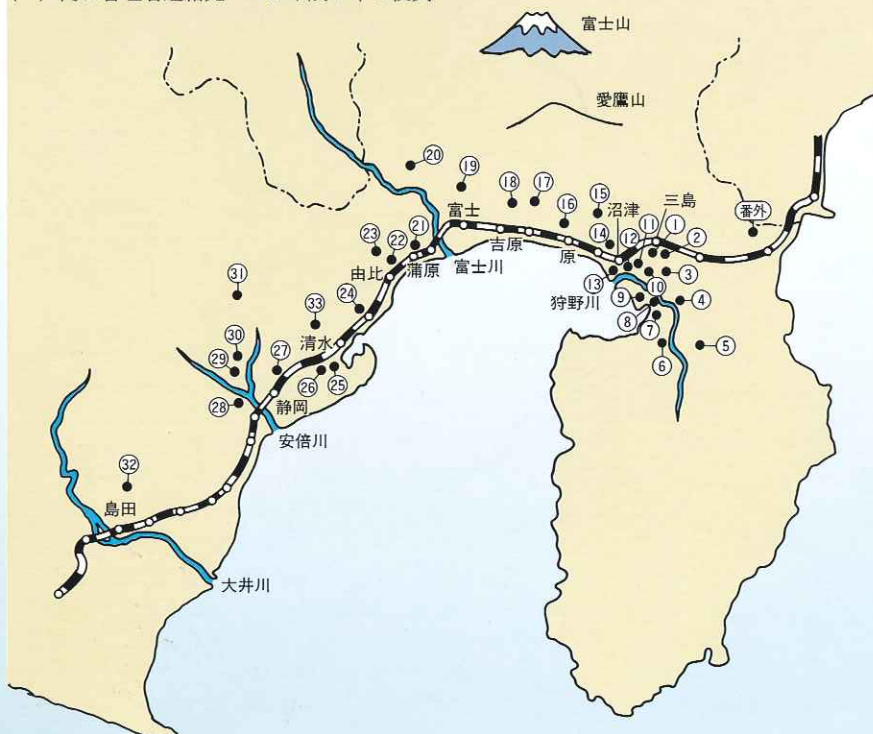 富士山
愛鷹山
⑳
⑲
⑱
⑰
⑯
⑮
⑭
沼津
三島
⑪
①
②
番外
⑫
⑬
③
④
⑤
⑥
⑦
⑧
⑨
⑩
狩野川
富士
吉原
原
富士川
蒲原
㉑
㉒
㉓
由比
㉔
㉝
清水
㉕
㉖
㉗
㉛
㉚
㉙
㉘
静岡
安倍川
㉜
島田
大井川